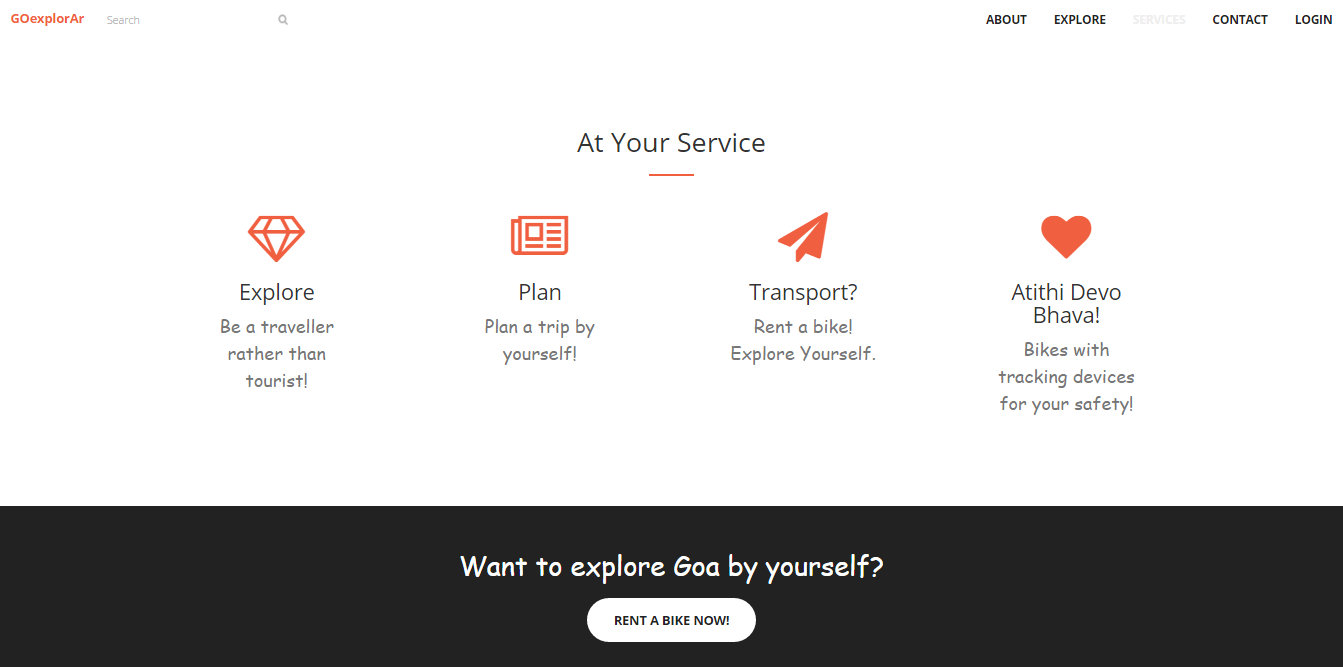 GOexplorAr Search ABOUT EXPLORE SERVICES CONTACT LOGIN
At Your Service
Explore
Be a traveller
rather than
tourist!
Plan
Plan a trip by
yourself!
Transport?
Rent a bike!
Explore Yourself.
Atithi Devo
Bhava!
Bikes with
tracking devices
for your safety!
Want to explore Goa by yourself?
RENT A BIKE NOW!